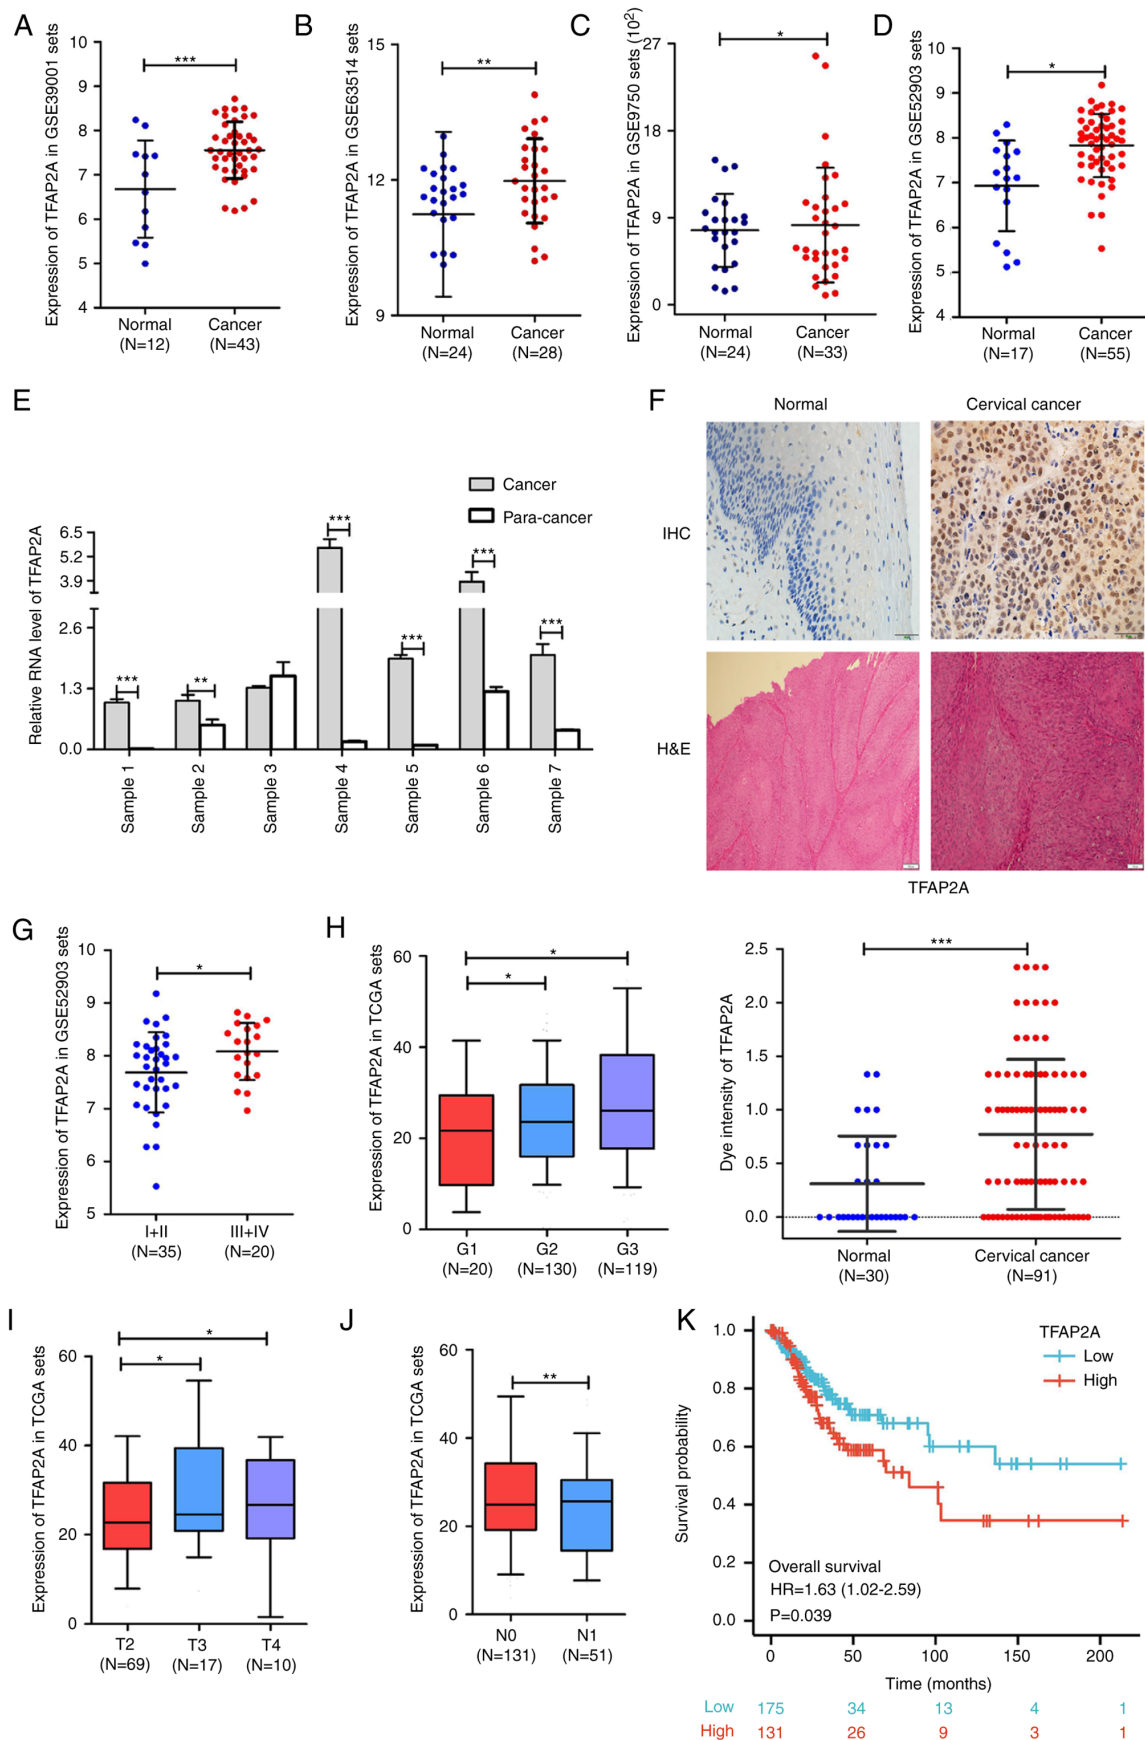 A
Expression of TFAP2A in GSE39001 sets
10
9
8
7
6
5
4
***
Normal
(N=12)
Cancer
(N=43)
B
Expression of TFAP2A in GSE63514 sets
15
12
9
**
Normal
(N=24)
Cancer
(N=28)
C
Expression of TFAP2A in GSE9750 sets (10²)
27
18
9
0
*
Normal
(N=24)
Cancer
(N=33)
D
Expression of TFAP2A in GSE52903 sets
10
9
8
7
6
5
4
*
Normal
(N=17)
Cancer
(N=55)
E
Relative RNA level of TFAP2A
6.5
5.2
3.9
2.6
1.3
0.0
Cancer
Para-cancer
***
**
***
***
***
***
Sample 1
Sample 2
Sample 3
Sample 4
Sample 5
Sample 6
Sample 7
F
Normal
Cervical cancer
IHC
H&E
TFAP2A
Dye intensity of TFAP2A
2.5
2.0
1.5
1.0
0.5
0.0
***
Normal
(N=30)
Cervical cancer
(N=91)
G
Expression of TFAP2A in GSE52903 sets
10
9
8
7
6
5
*
I+II
(N=35)
III+IV
(N=20)
H
Expression of TFAP2A in TCGA sets
60
40
20
0
*
*
G1
(N=20)
G2
(N=130)
G3
(N=119)
I
Expression of TFAP2A in TCGA sets
60
40
20
0
*
*
T2
(N=69)
T3
(N=17)
T4
(N=10)
J
Expression of TFAP2A in TCGA sets
60
40
20
0
**
N0
(N=131)
N1
(N=51)
K
Survival probability
1.0
0.8
0.6
0.4
0.2
0.0
TFAP2A
Low
High
Overall survival
HR=1.63 (1.02-2.59)
P=0.039
0 50 100 150 200
Time (months)
Low 175 34 13 4 1
High 131 26 9 3 1